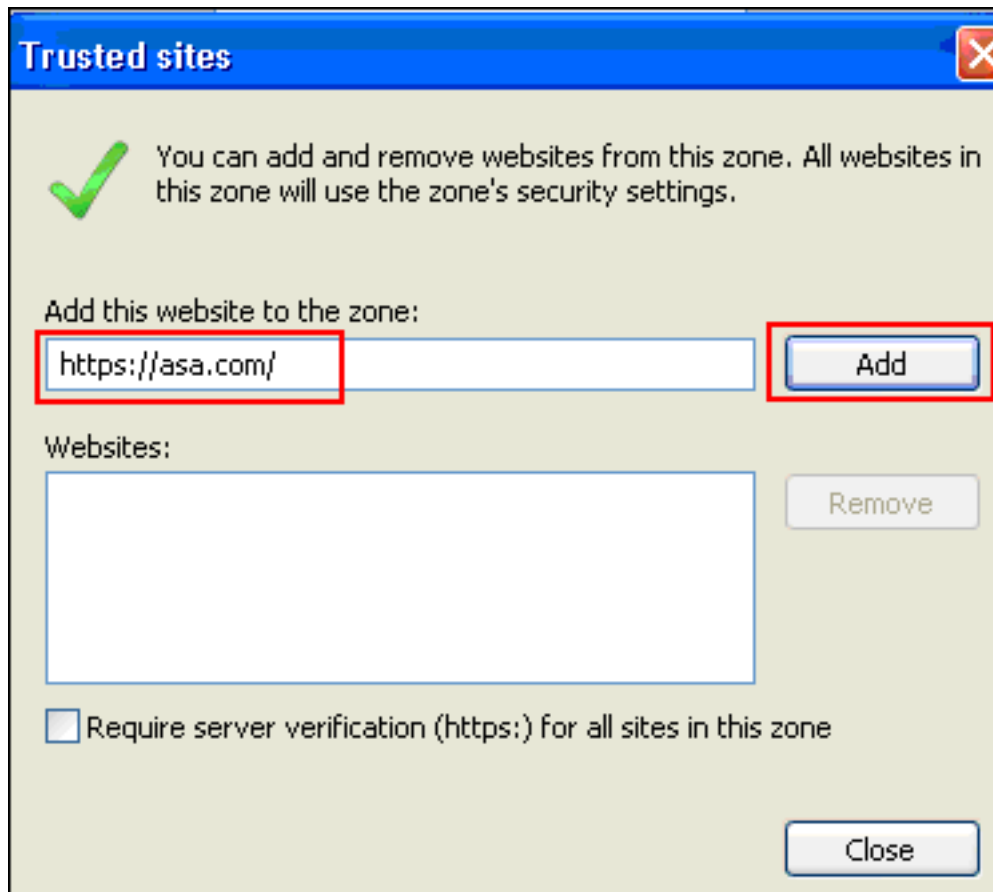 Trusted sites
You can add and remove websites from this zone. All websites in
this zone will use the zone's security settings.
Add this website to the zone:
https://asa.com/
Add
Websites:
Remove
Require server verification (https:) for all sites in this zone
Close